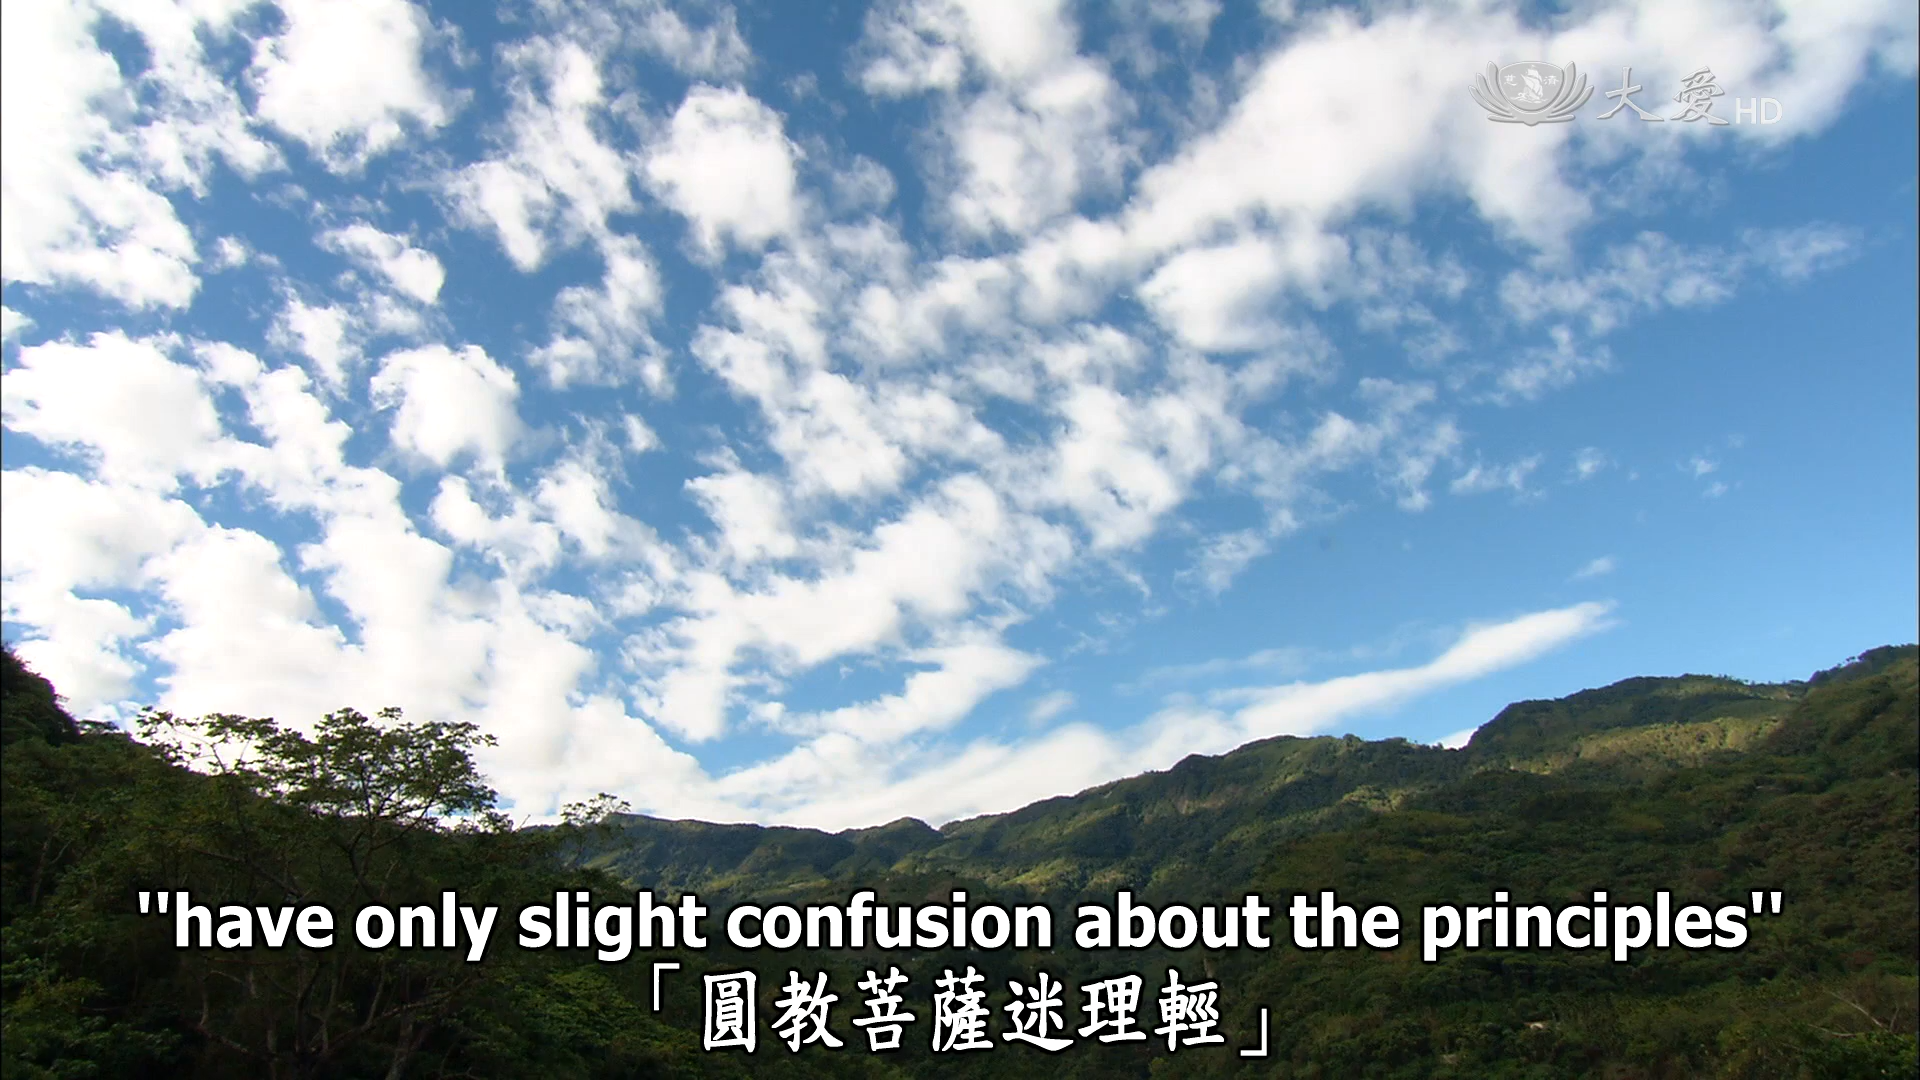 大愛HD
"have only slight confusion about the principles"
「圓教菩薩迷理輕」